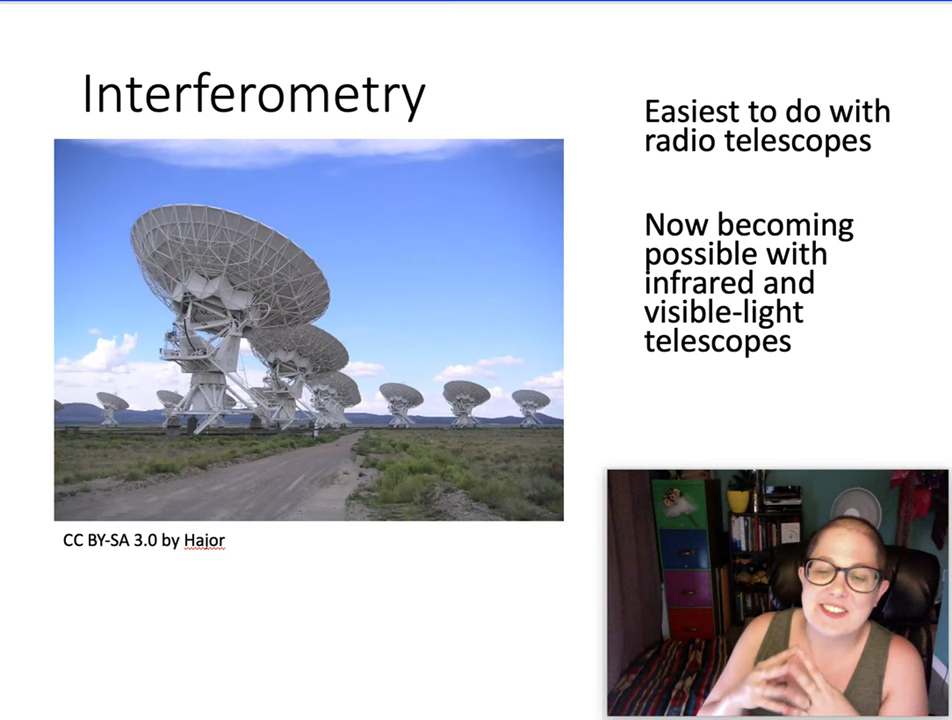 Interferometry
Easiest to do with
radio telescopes
Now becoming
possible with
infrared and
visible-light
telescopes
CC BY-SA 3.0 by Hajor